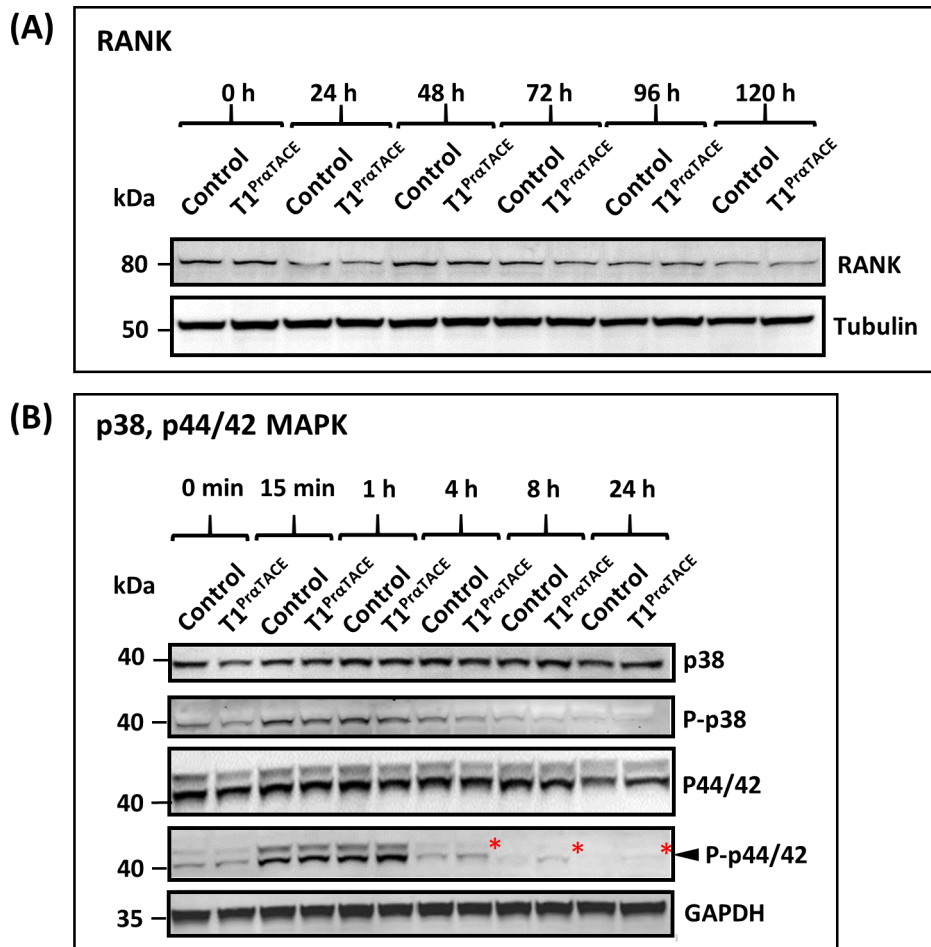 (A)
RANK
0 h 24 h 48 h 72 h 96 h 120 h
kDa Control T1PrαTACE Control T1PrαTACE Control T1PrαTACE Control T1PrαTACE Control T1PrαTACE Control T1PrαTACE
80 RANK
50 Tubulin
(B)
p38, p44/42 MAPK
0 min 15 min 1 h 4 h 8 h 24 h
kDa Control T1PrαTACE Control T1PrαTACE Control T1PrαTACE Control T1PrαTACE Control T1PrαTACE Control T1PrαTACE
40 p38
40 P-p38
40 P44/42
* * *
40 P-p44/42
35 GAPDH